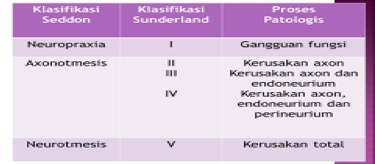 Klasifikasi Seddon Klasifikasi Sunderland Proses Patologis
Neuropraxia I Gangguan fungsi
Axonotmesis II Kerusakan axon
III Kerusakan axon dan
endoneurium
IV Kerusakan axon,
endoneurium dan
perineurium
Neurotmesis V Kerusakan total